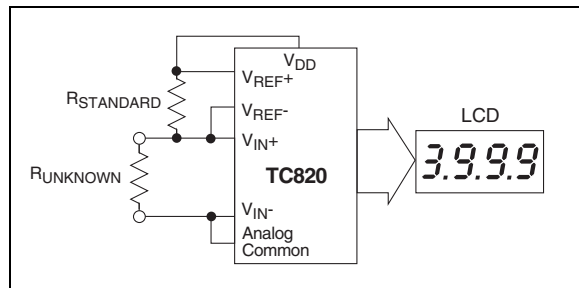 VDD
VREF+
RSTANDARD
VREF-
LCD
VIN+
3.9.9.9
RUNKNOWN
TC820
VIN-
Analog
Common